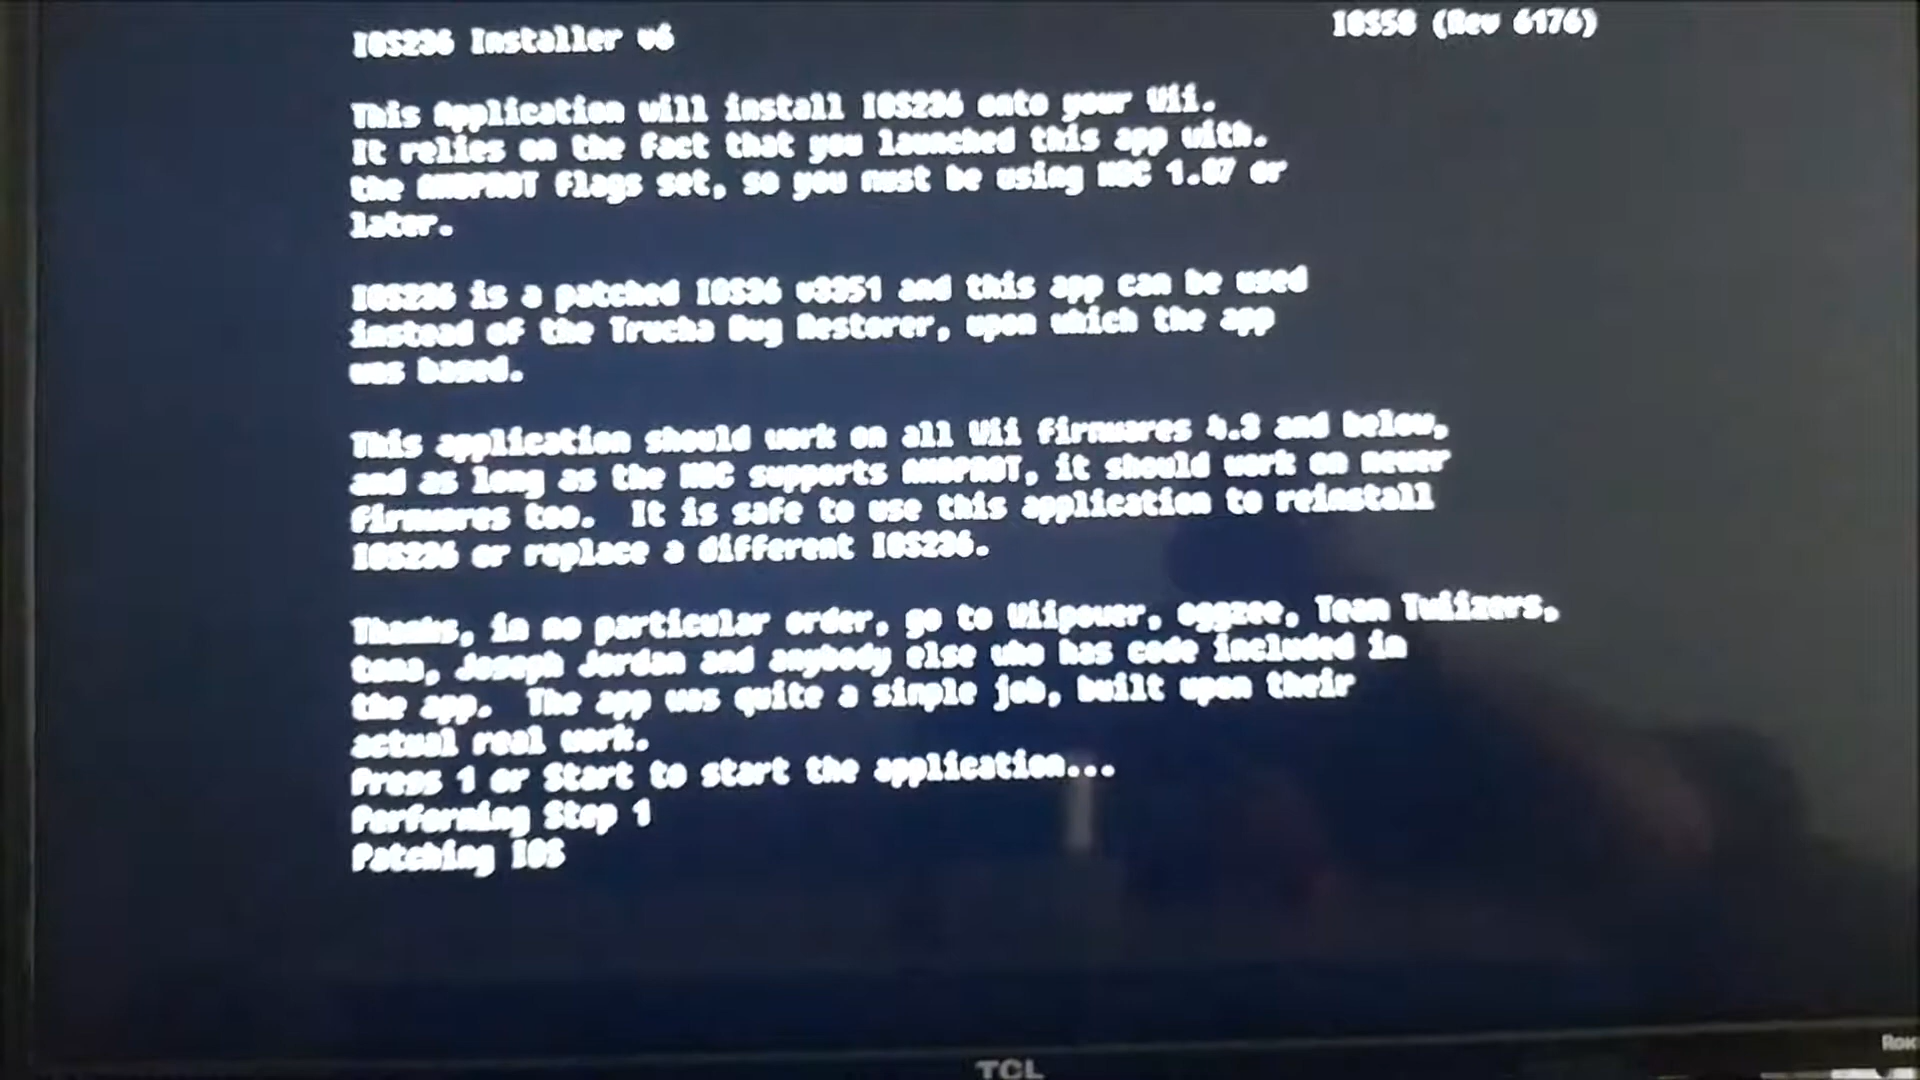 IOS236 Installer v6
IOS58 (Rev 6176)
This Application will install IOS236 onto your Wii.
It relies on the fact that you launched this app with.
the AHBPROT flags set, so you must be using HBC 1.07 or
later.
IOS236 is a patched IOS36 v3351 and this app can be used
instead of the Trucha Bug Restorer, upon which the app
was based.
This application should work on all Wii firmwares 4.3 and below,
and as long as the HBC supports AHBPROT, it should work on newer
firmwares too. It is safe to use this application to reinstall
IOS236 or replace a different IOS236.
Thanks, in no particular order, go to Wiipower, oggzee, Team Twiizers,
tona, Joseph Jordan and anybody else who has code included in
the app. The app was quite a simple job, built upon their
actual real work.
Press 1 or Start to start the application...
Performing Step 1
Patching IOS
TCL